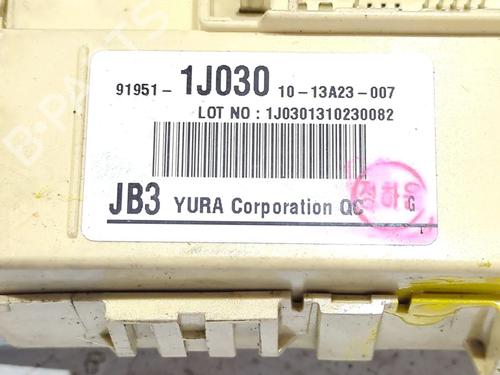 91951- 1J030 10-13A23-007
LOT NO : 1J0301310230082
JB3 YURA Corporation QC
G
B-PARTS